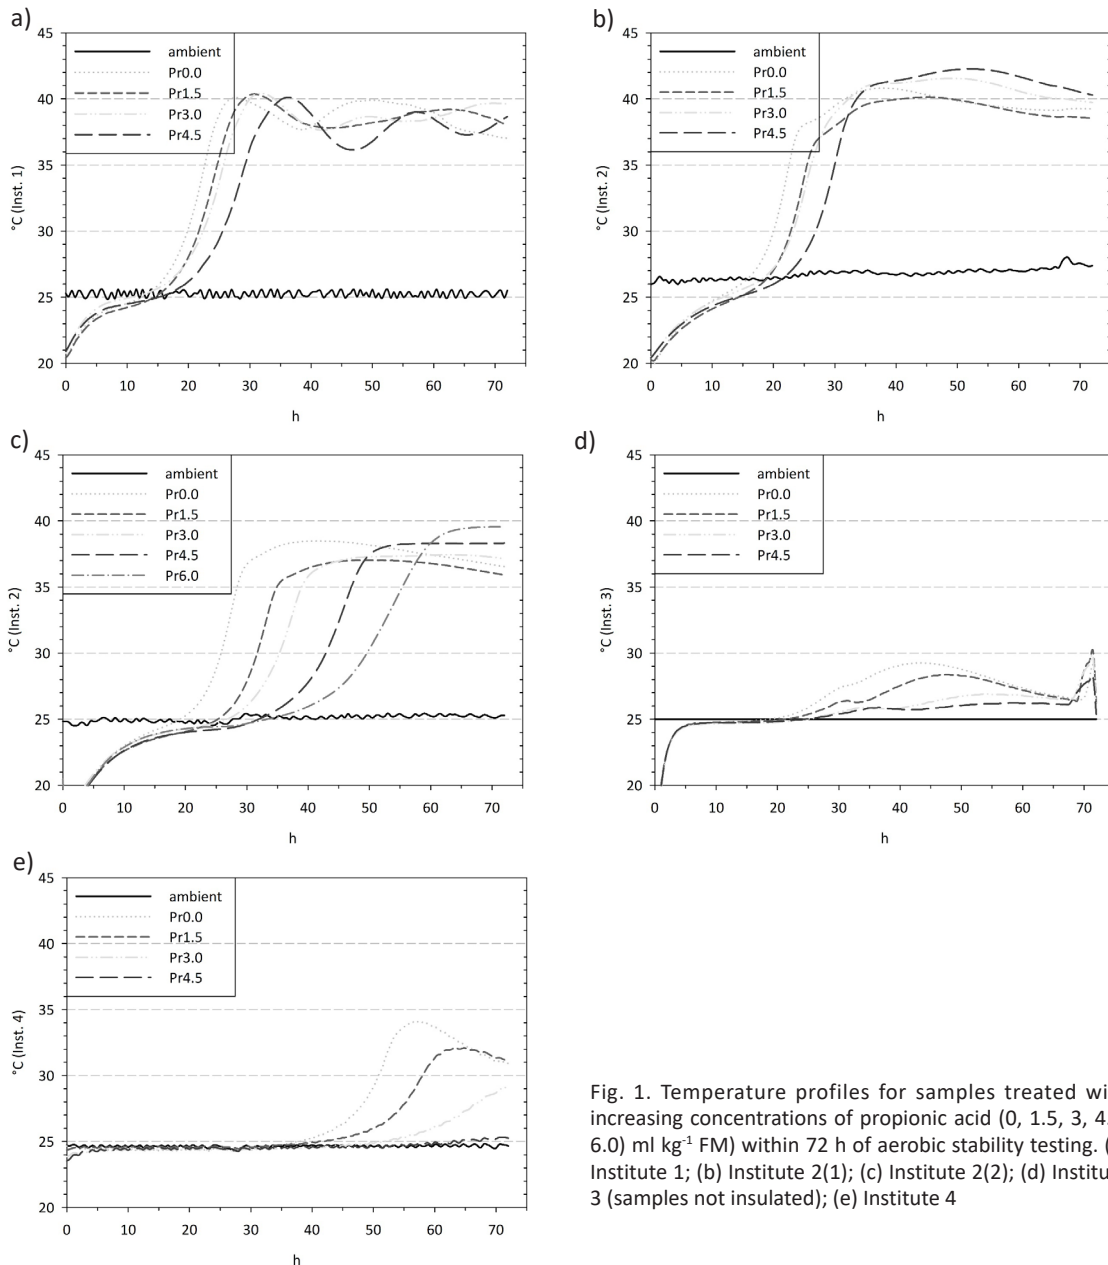 a)
45
40
35
30
25
20
°C (Inst. 1)
ambient
Pr0.0
Pr1.5
Pr3.0
Pr4.5
0 10 20 30 40 50 60 70
h
b)
45
40
35
30
25
20
°C (Inst. 2)
ambient
Pr0.0
Pr1.5
Pr3.0
Pr4.5
0 10 20 30 40 50 60 70
h
c)
45
40
35
30
25
20
°C (Inst. 2)
ambient
Pr0.0
Pr1.5
Pr3.0
Pr4.5
Pr6.0
0 10 20 30 40 50 60 70
h
d)
45
40
35
30
25
20
°C (Inst. 3)
ambient
Pr0.0
Pr1.5
Pr3.0
Pr4.5
0 10 20 30 40 50 60 70
h
e)
45
40
35
30
25
20
°C (Inst. 4)
ambient
Pr0.0
Pr1.5
Pr3.0
Pr4.5
0 10 20 30 40 50 60 70
h
Fig. 1. Temperature profiles for samples treated wi
increasing concentrations of propionic acid (0, 1.5, 3, 4.
6.0) ml kg⁻¹ FM) within 72 h of aerobic stability testing. (
Institute 1; (b) Institute 2(1); (c) Institute 2(2); (d) Institu
3 (samples not insulated); (e) Institute 4